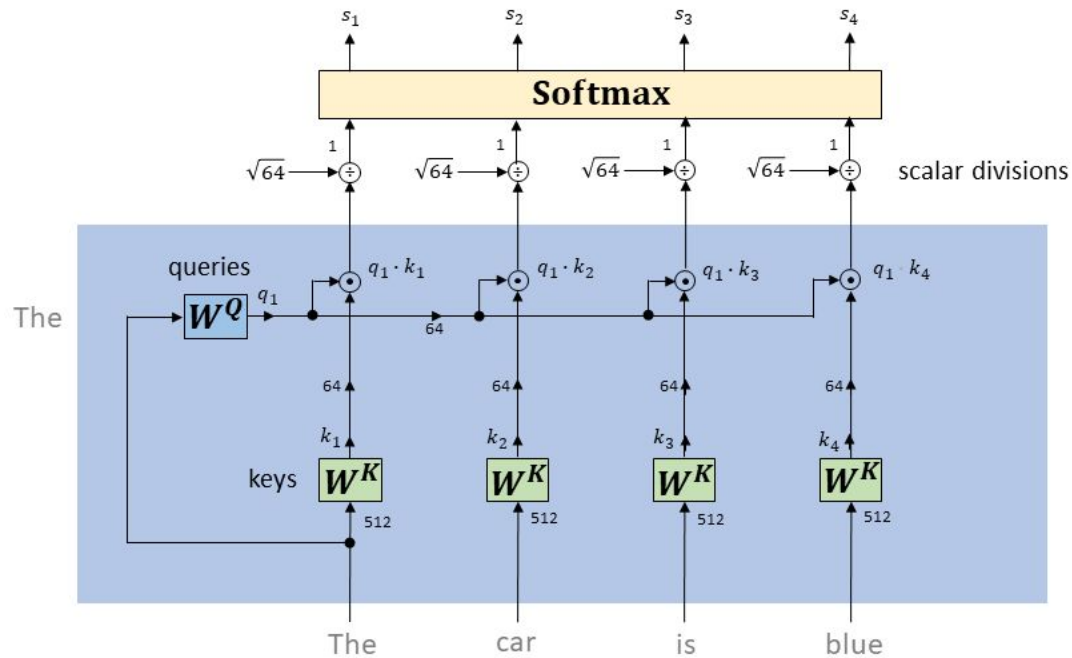 s₁ s₂ s₃ s₄
Softmax
1 1 1 1
√64 ÷ √64 ÷ √64 ÷ √64 ÷ scalar divisions
queries q₁ · k₁ q₁ · k₂ q₁ · k₃ q₁ · k₄
q₁
The W^Q
64
64 64 64 64
k₁ k₂ k₃ k₄
keys W^K W^K W^K W^K
512 512 512 512
The car is blue